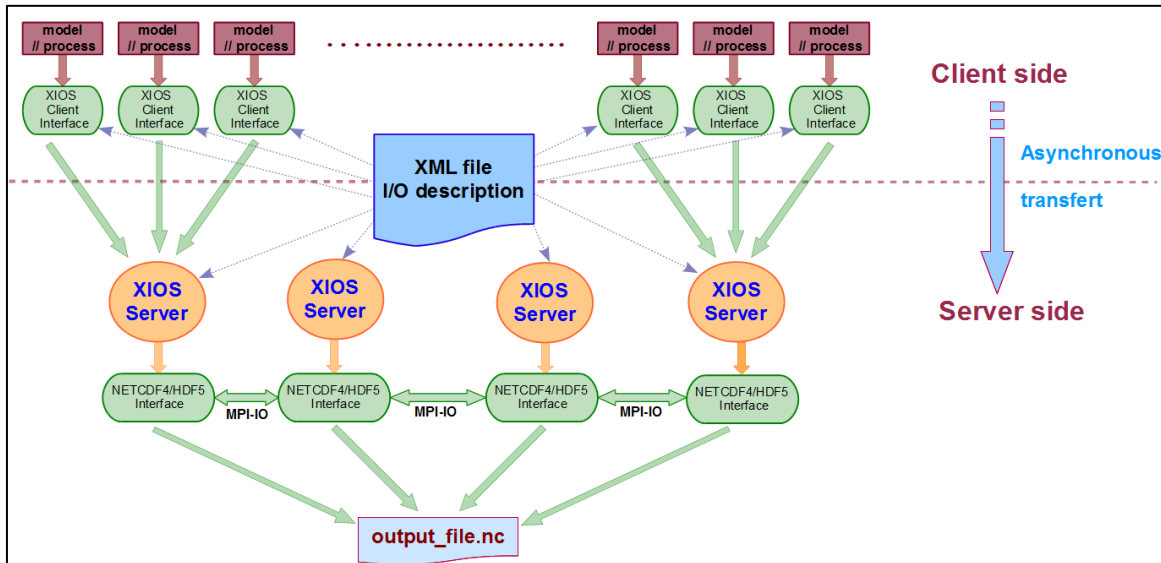 model
// process
model
// process
model
// process
model
// process
model
// process
model
// process
XIOS
Client
Interface
XIOS
Client
Interface
XIOS
Client
Interface
XIOS
Client
Interface
XIOS
Client
Interface
XIOS
Client
Interface
Client side
XML file
I/O description
Asynchronous
transfert
XIOS
Server
XIOS
Server
XIOS
Server
XIOS
Server
Server side
NETCDF4/HDF5
Interface
MPI-IO
NETCDF4/HDF5
Interface
MPI-IO
NETCDF4/HDF5
Interface
MPI-IO
NETCDF4/HDF5
Interface
output_file.nc